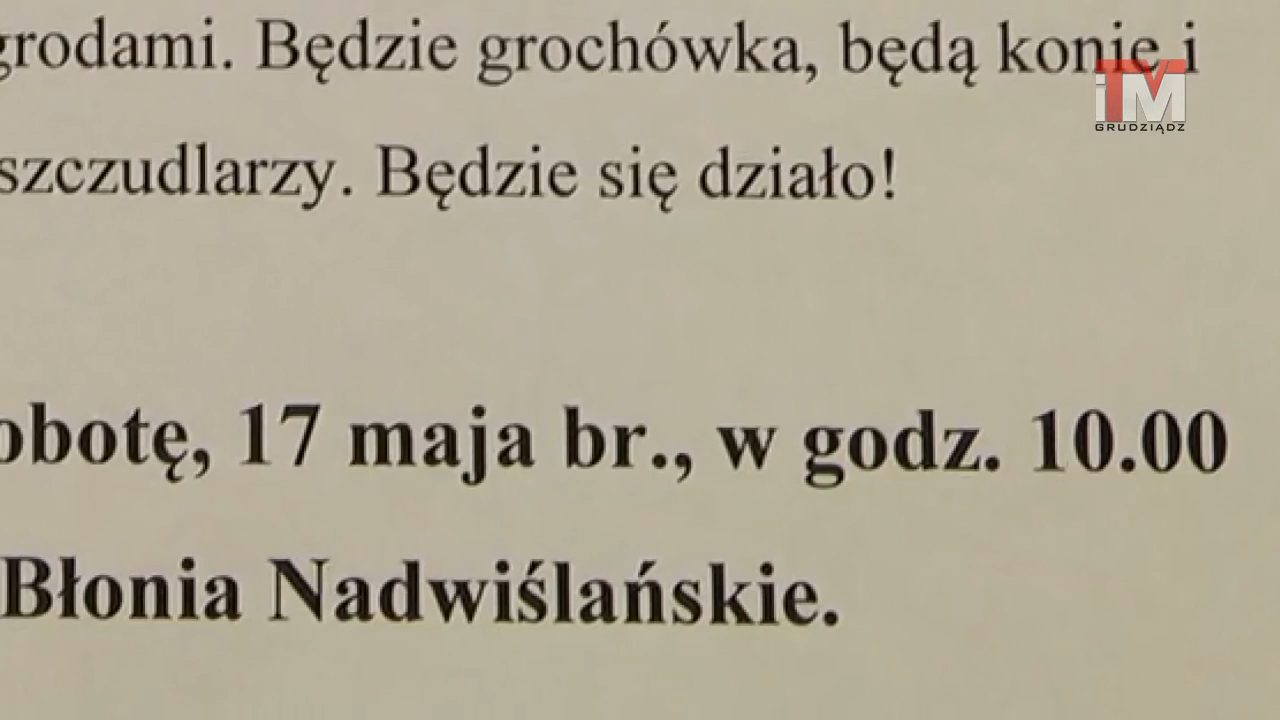 grodami. Będzie grochówka, będą konie i
szczudlarzy. Będzie się działo!
obotę, 17 maja br., w godz. 10.00
Błonia Nadwiślańskie.
iTVM
GRUDZIĄDZ